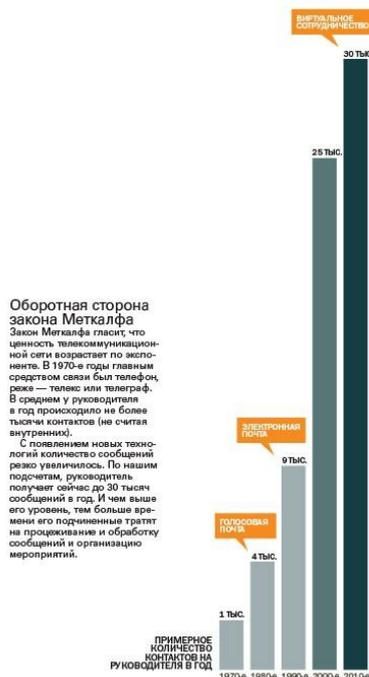 ВИРТУАЛЬНОЕ
СОТРУДНИЧЕСТВО
30 ТЫС.
25 ТЫС.
Оборотная сторона
закона Меткалфа
Закон Меткалфа гласит, что
ценность телекоммуникацион-
ной сети возрастает по экспо-
ненте. В 1970-е годы главным
средством связи был телефон,
реже — телекс или телеграф.
В среднем у руководителя
в год происходило не более
тысячи контактов (не считая
внутренних).
С появлением новых техно-
логий количество сообщений
резко увеличилось. По нашим
подсчетам, руководитель
получает сейчас до 30 тысяч
сообщений в год. И чем выше
его уровень, тем больше вре-
мени его подчиненные тратят
на процеживание и обработку
сообщений и организацию
мероприятий.
ЭЛЕКТРОННАЯ
ПОЧТА
9 ТЫС.
ГОЛОСОВАЯ
ПОЧТА
4 ТЫС.
1 ТЫС.
ПРИМЕРНОЕ
КОЛИЧЕСТВО
КОНТАКТОВ НА
РУКОВОДИТЕЛЯ В ГОД
1970-е 1980-е 1990-е 2000-е 2010-е